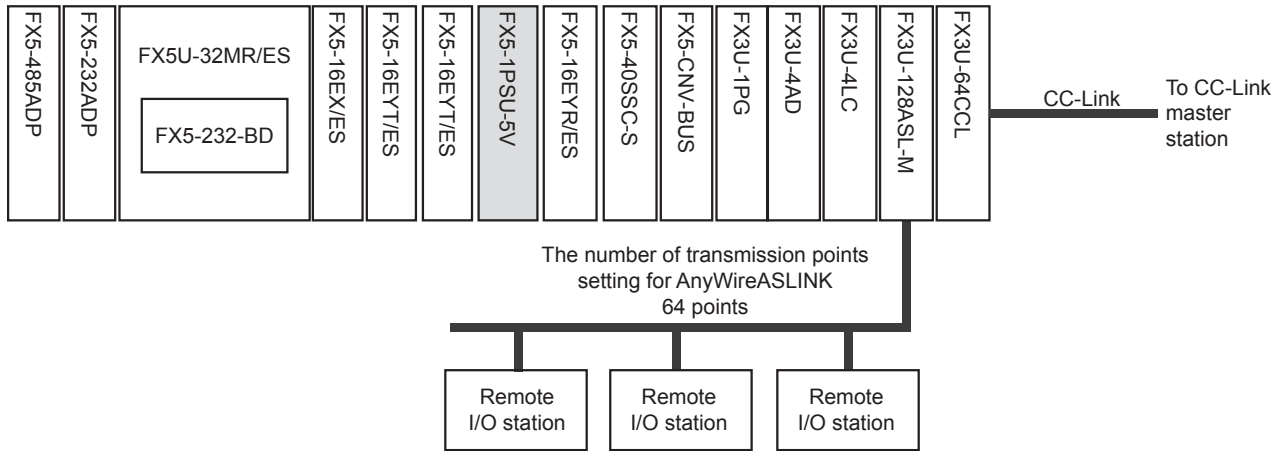 FX5-485ADP
FX5-232ADP
FX5U-32MR/ES
FX5-232-BD
FX5-16EX/ES
FX5-16EYT/ES
FX5-16EYT/ES
FX5-1PSU-5V
FX5-16EYR/ES
FX5-40SSC-S
FX5-CNV-BUS
FX3U-1PG
FX3U-4AD
FX3U-4LC
FX3U-128ASL-M
FX3U-64CCL
CC-Link
To CC-Link
master
station
The number of transmission points
setting for AnyWireASLINK
64 points
Remote
I/O station
Remote
I/O station
Remote
I/O station